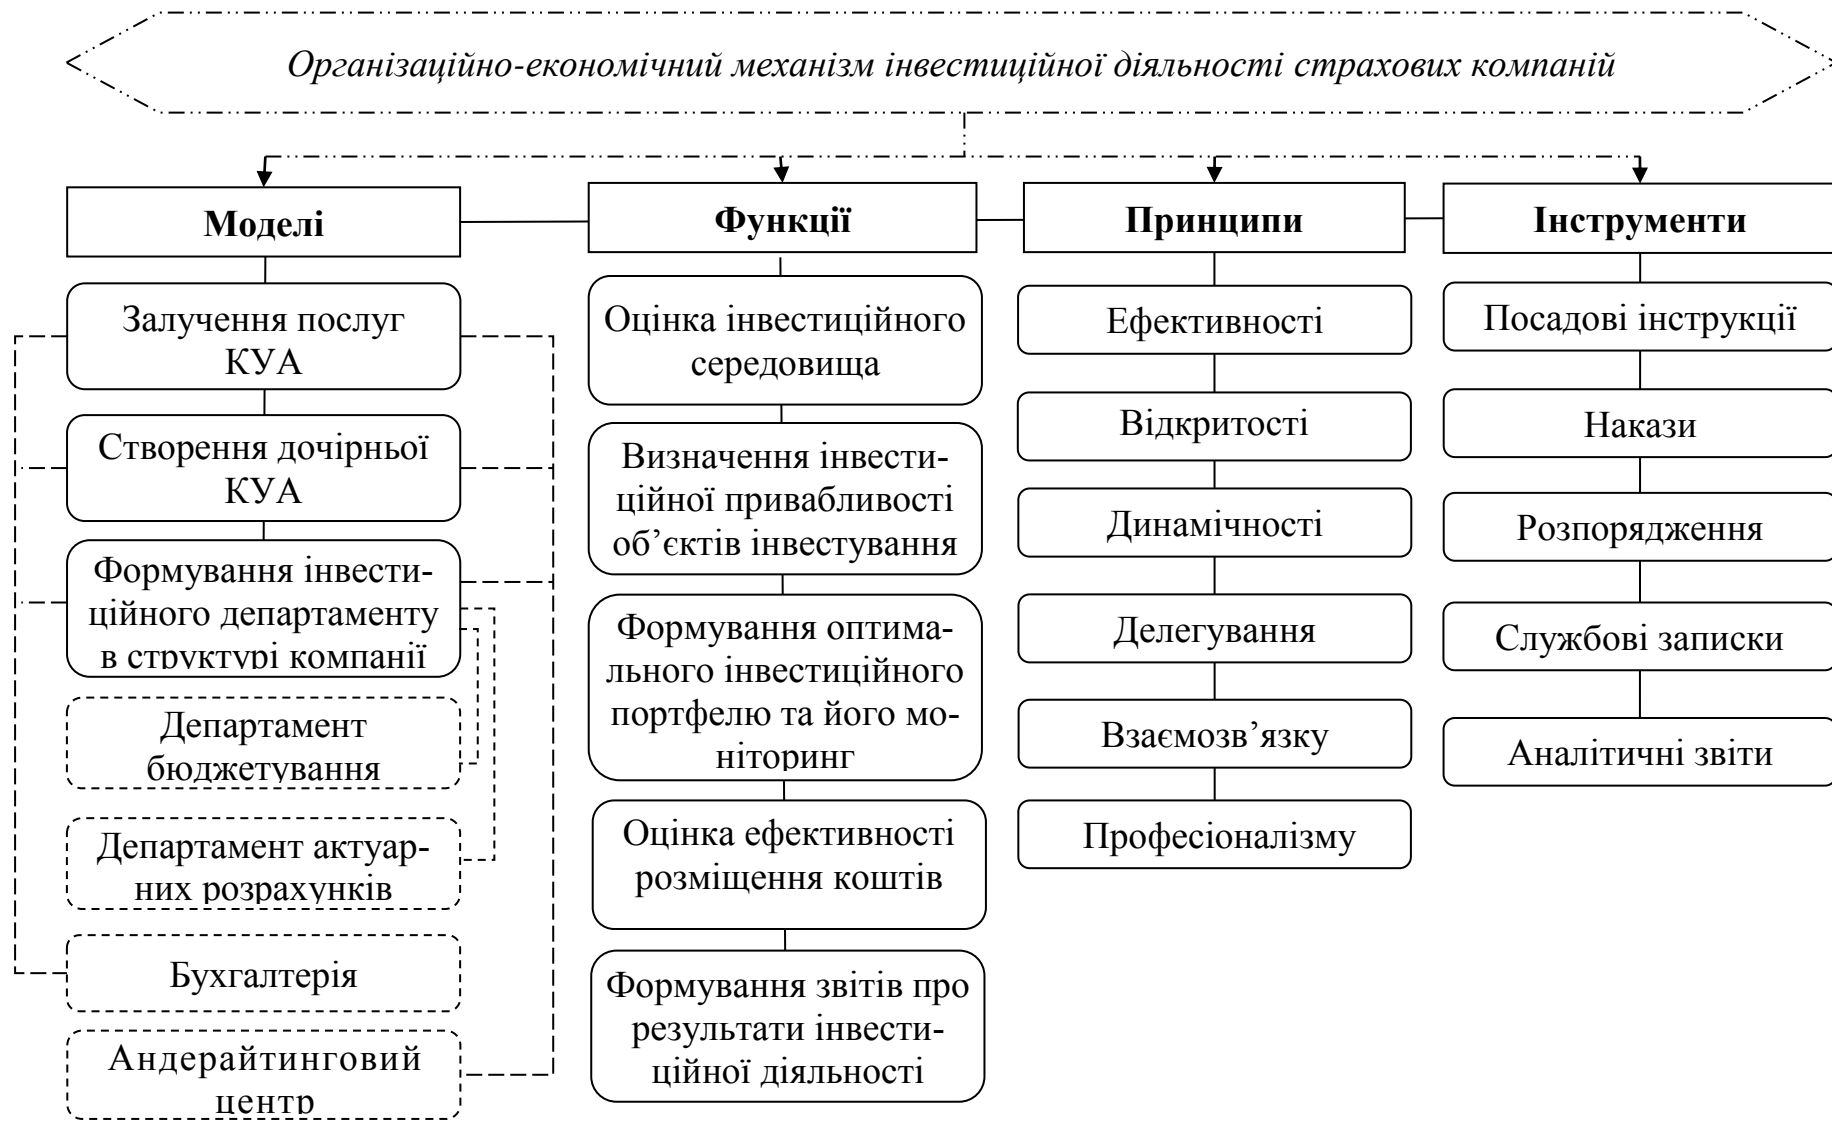 Організаційно-економічний механізм інвестиційної діяльності страхових компаній
Моделі
Залучення послуг
КУА
Створення дочірньої
КУА
Формування інвести-
ційного департаменту
в структурі компанії
Департамент
бюджетування
Департамент актуар-
них розрахунків
Бухгалтерія
Андерайтинговий
центр
Функції
Оцінка інвестиційного
середовища
Визначення інвести-
ційної привабливості
об’єктів інвестування
Формування оптима-
льного інвестиційного
портфелю та його мо-
ніторинг
Оцінка ефективності
розміщення коштів
Формування звітів про
результати інвести-
ційної діяльності
Принципи
Ефективності
Відкритості
Динамічності
Делегування
Взаємозв’язку
Професіоналізму
Інструменти
Посадові інструкції
Накази
Розпорядження
Службові записки
Аналітичні звіти